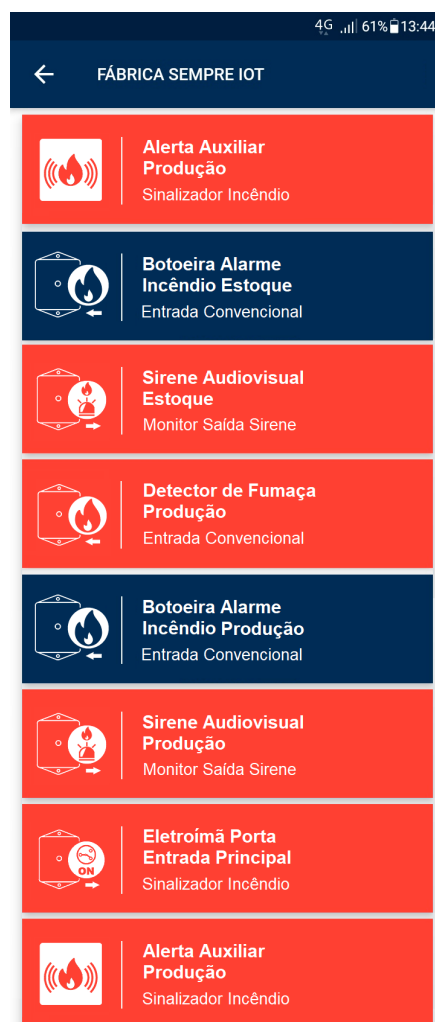 4G 61% 13:44
FÁBRICA SEMPRE IOT
Alerta Auxiliar
Produção
Sinalizador Incêndio
Botoeira Alarme
Incêndio Estoque
Entrada Convencional
Sirene Audiovisual
Estoque
Monitor Saída Sirene
Detector de Fumaça
Produção
Entrada Convencional
Botoeira Alarme
Incêndio Produção
Entrada Convencional
Sirene Audiovisual
Produção
Monitor Saída Sirene
ON
Eletroímã Porta
Entrada Principal
Sinalizador Incêndio
Alerta Auxiliar
Produção
Sinalizador Incêndio